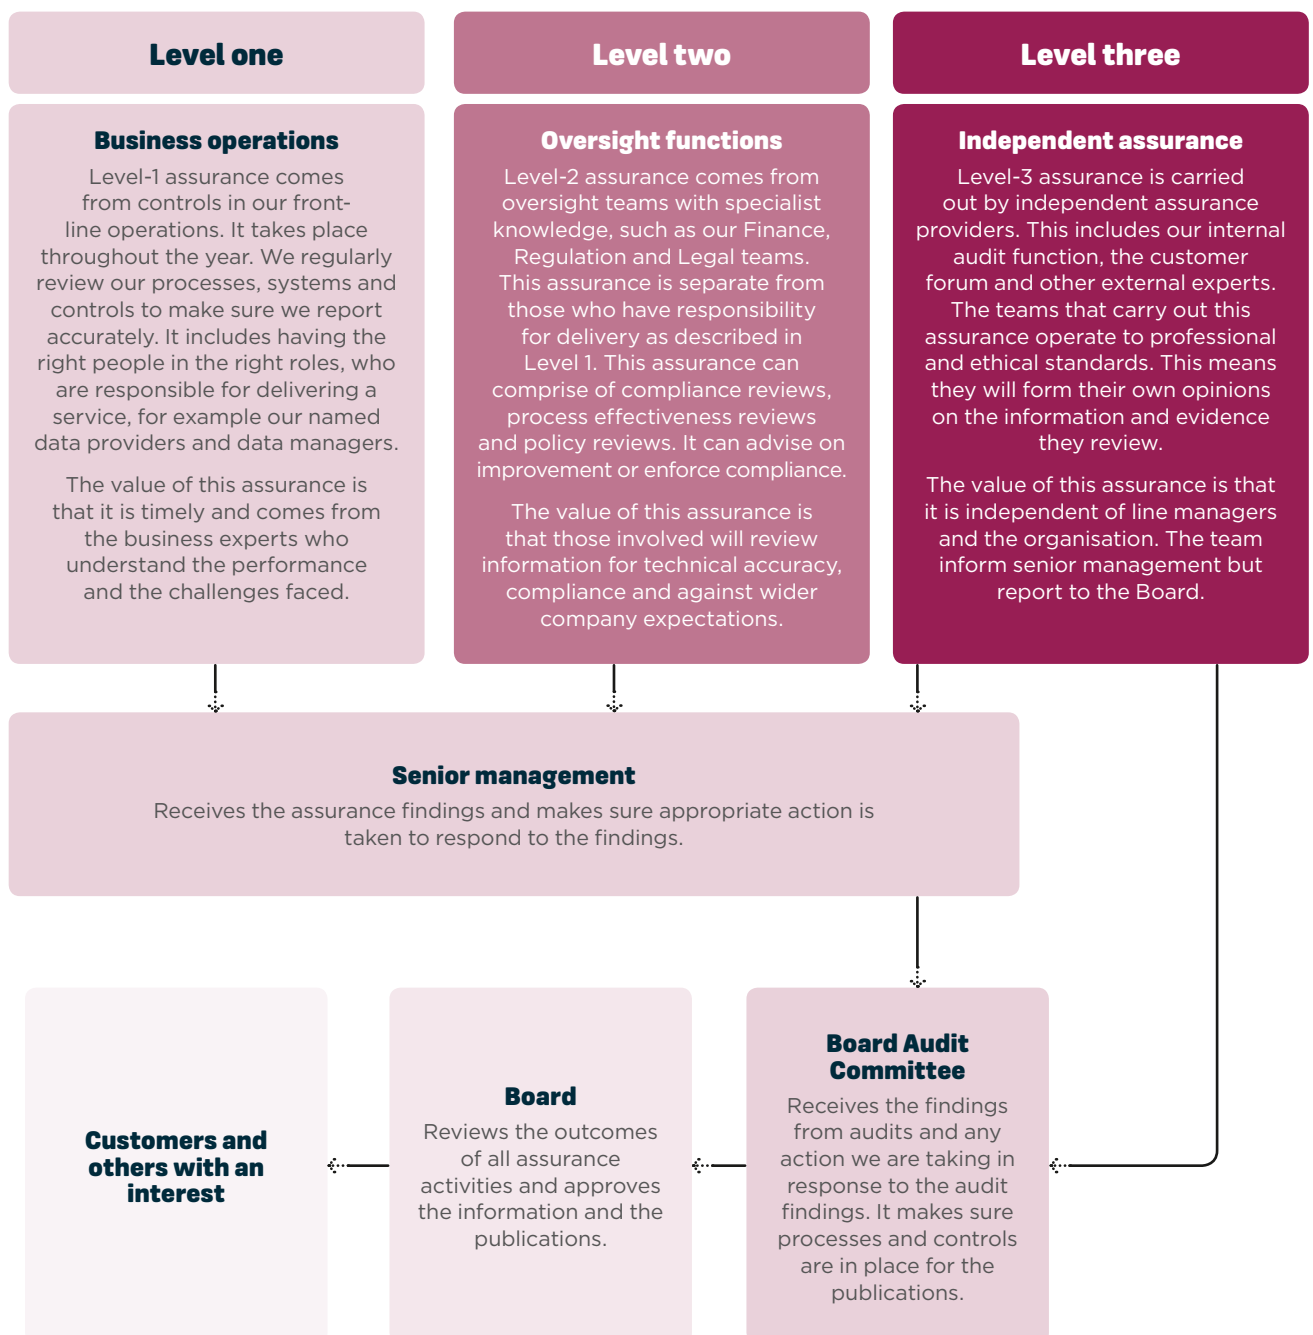 Level one
Level two
Level three
Business operations
Level-1 assurance comes
from controls in our front-
line operations. It takes place
throughout the year. We regularly
review our processes, systems and
controls to make sure we report
accurately. It includes having the
right people in the right roles, who
are responsible for delivering a
service, for example our named
data providers and data managers.
The value of this assurance is
that it is timely and comes from
the business experts who
understand the performance
and the challenges faced.
Oversight functions
Level-2 assurance comes from
oversight teams with specialist
knowledge, such as our Finance,
Regulation and Legal teams.
This assurance is separate from
those who have responsibility
for delivery as described in
Level 1. This assurance can
comprise of compliance reviews,
process effectiveness reviews
and policy reviews. It can advise on
improvement or enforce compliance.
The value of this assurance is
that those involved will review
information for technical accuracy,
compliance and against wider
company expectations.
Independent assurance
Level-3 assurance is carried
out by independent assurance
providers. This includes our internal
audit function, the customer
forum and other external experts.
The teams that carry out this
assurance operate to professional
and ethical standards. This means
they will form their own opinions
on the information and evidence
they review.
The value of this assurance is that
it is independent of line managers
and the organisation. The team
inform senior management but
report to the Board.
Senior management
Receives the assurance findings and makes sure appropriate action is
taken to respond to the findings.
Customers and
others with an
interest
Board
Reviews the outcomes
of all assurance
activities and approves
the information and the
publications.
Board Audit
Committee
Receives the findings
from audits and any
action we are taking in
response to the audit
findings. It makes sure
processes and controls
are in place for the
publications.